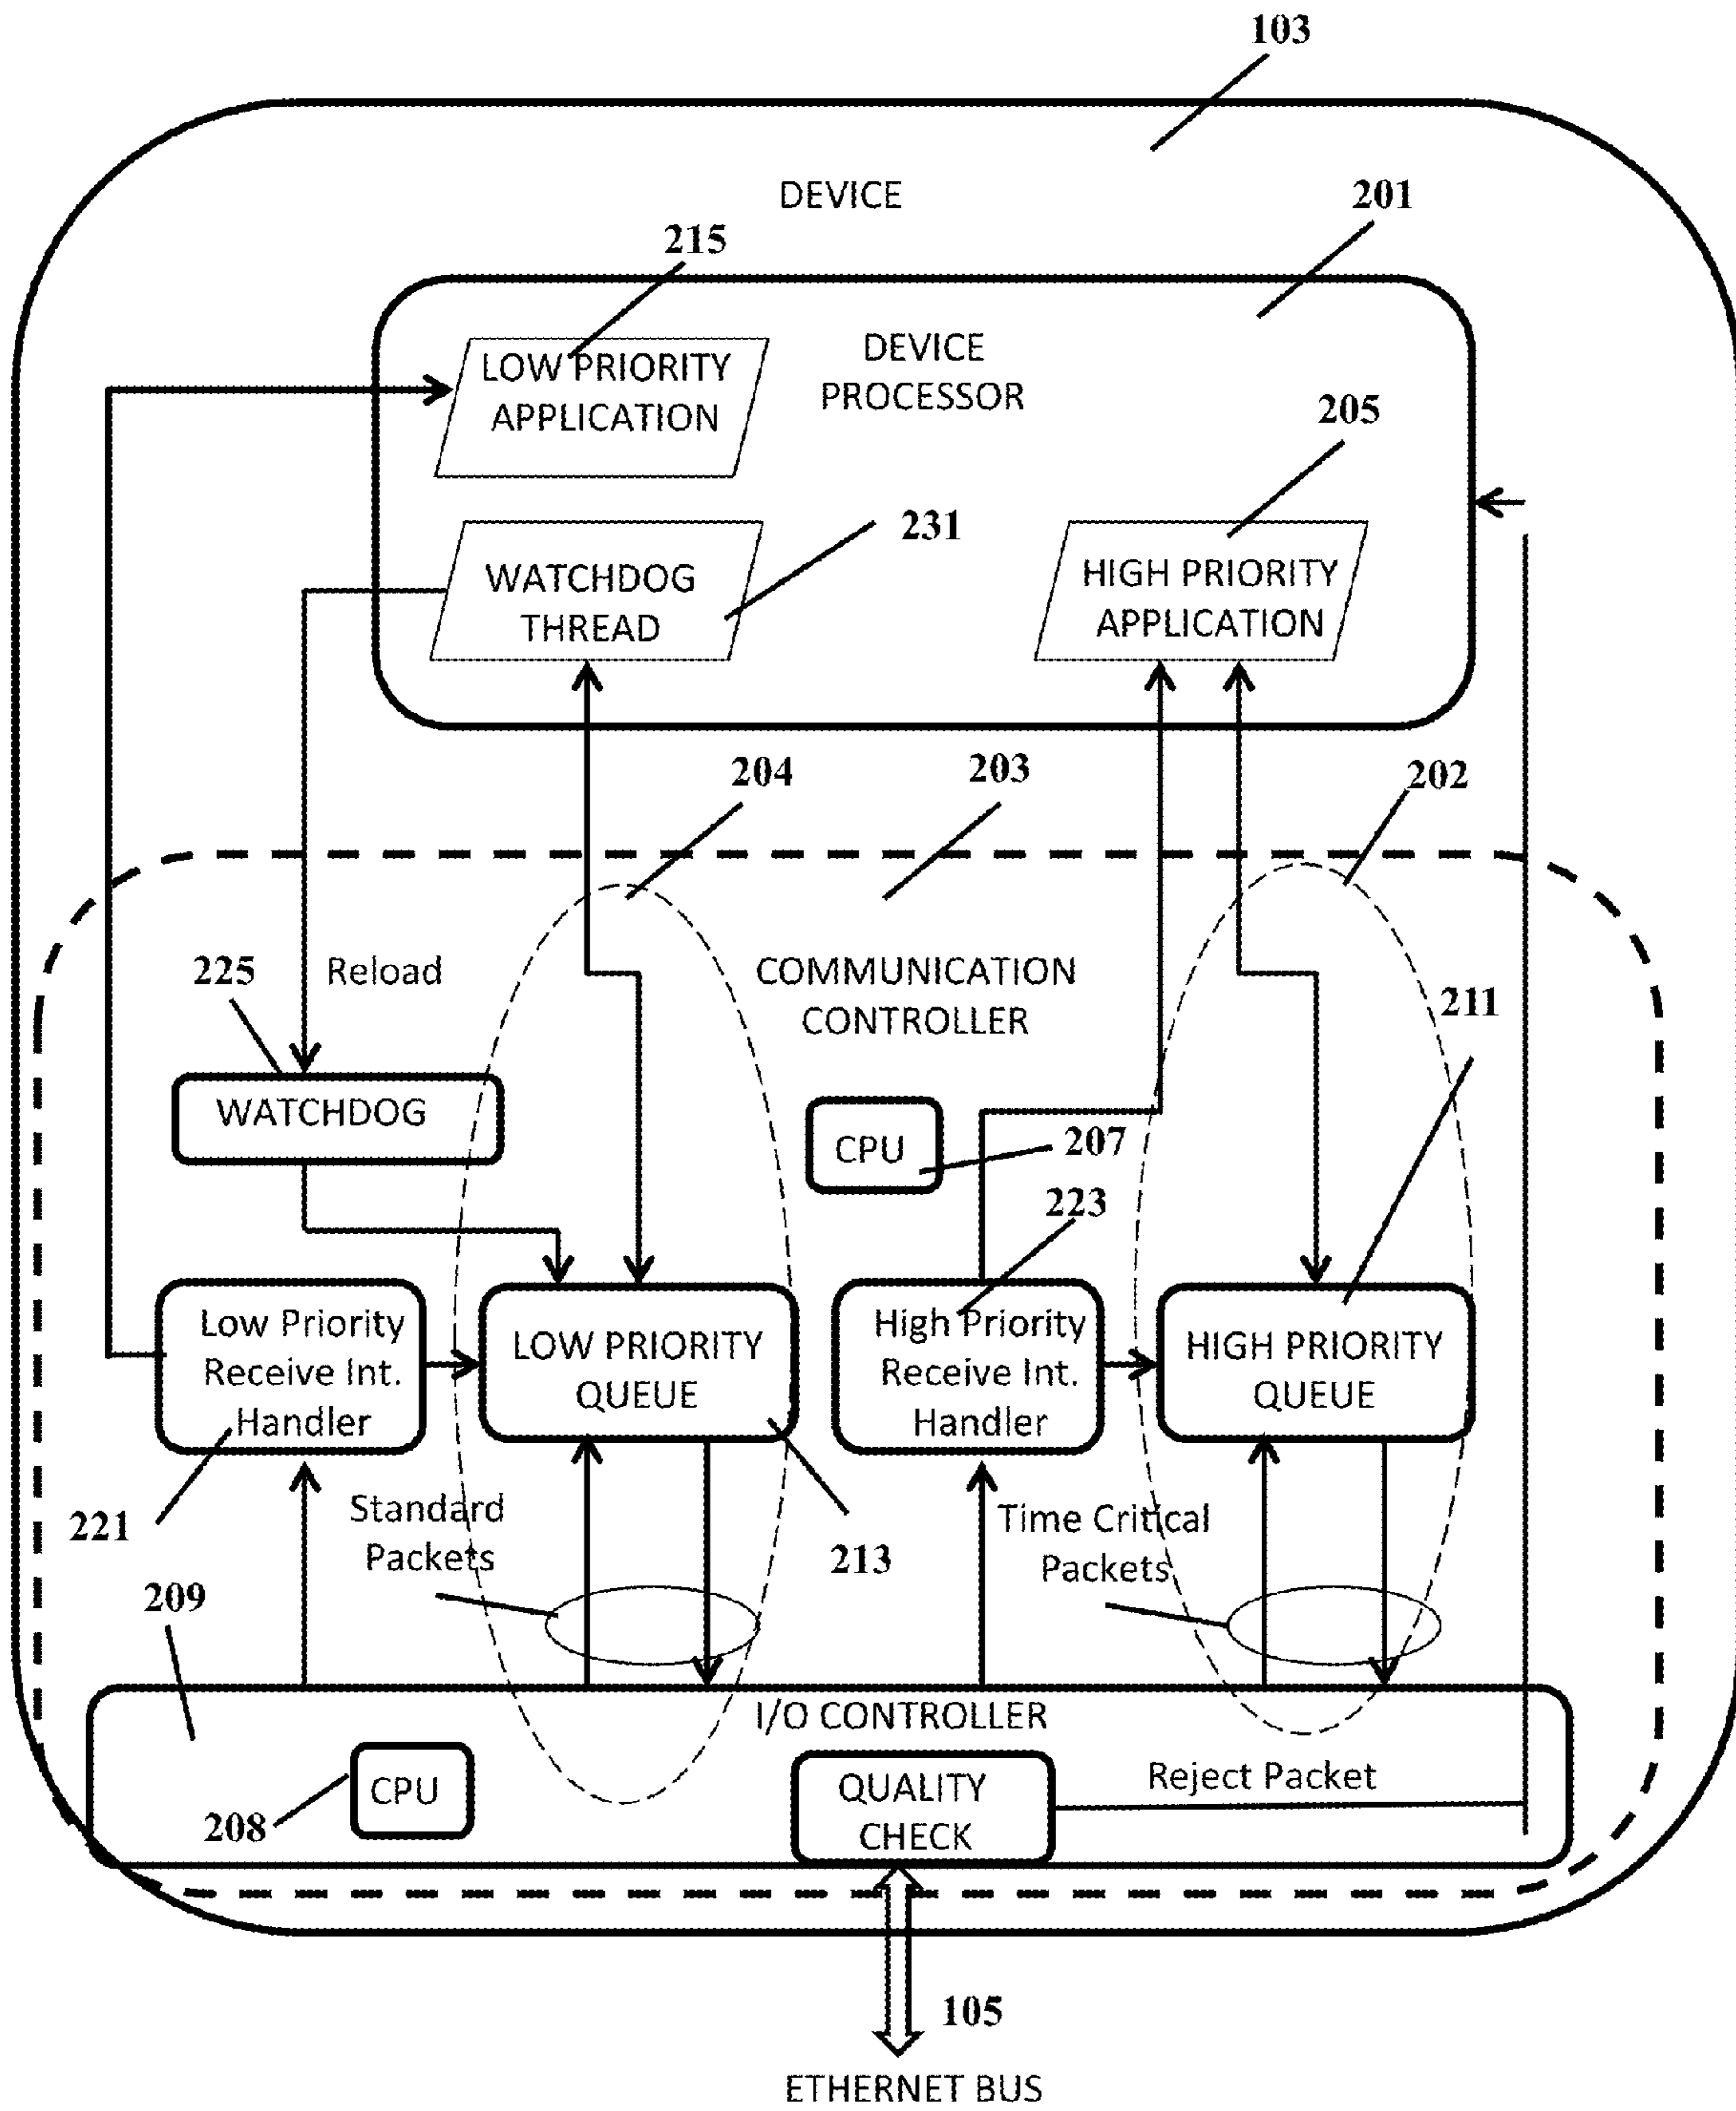 103
DEVICE
201
215
LOW PRIORITY
APPLICATION
DEVICE
PROCESSOR
205
231
WATCHDOG
THREAD
HIGH PRIORITY
APPLICATION
204
203
202
225
Reload
COMMUNICATION
CONTROLLER
211
WATCHDOG
CPU
207
223
Low Priority
Receive Int.
Handler
LOW PRIORITY
QUEUE
High Priority
Receive Int.
Handler
HIGH PRIORITY
QUEUE
221
Standard
Packets
213
Time Critical
Packets
209
I/O CONTROLLER
CPU
208
QUALITY
CHECK
Reject Packet
105
ETHERNET BUS